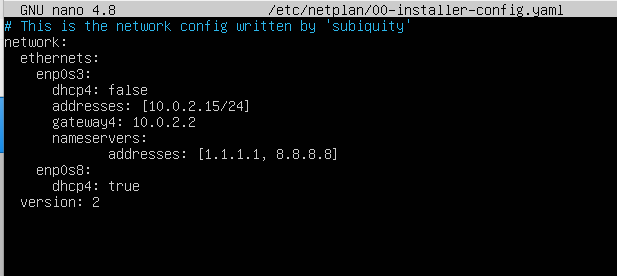 GNU nano 4.8 /etc/netplan/00-installer-config.yaml
# This is the network config written by 'subiquity'
network:
  ethernets:
    enp0s3:
      dhcp4: false
      addresses: [10.0.2.15/24]
      gateway4: 10.0.2.2
      nameservers:
             addresses: [1.1.1.1, 8.8.8.8]
    enp0s8:
      dhcp4: true
  version: 2